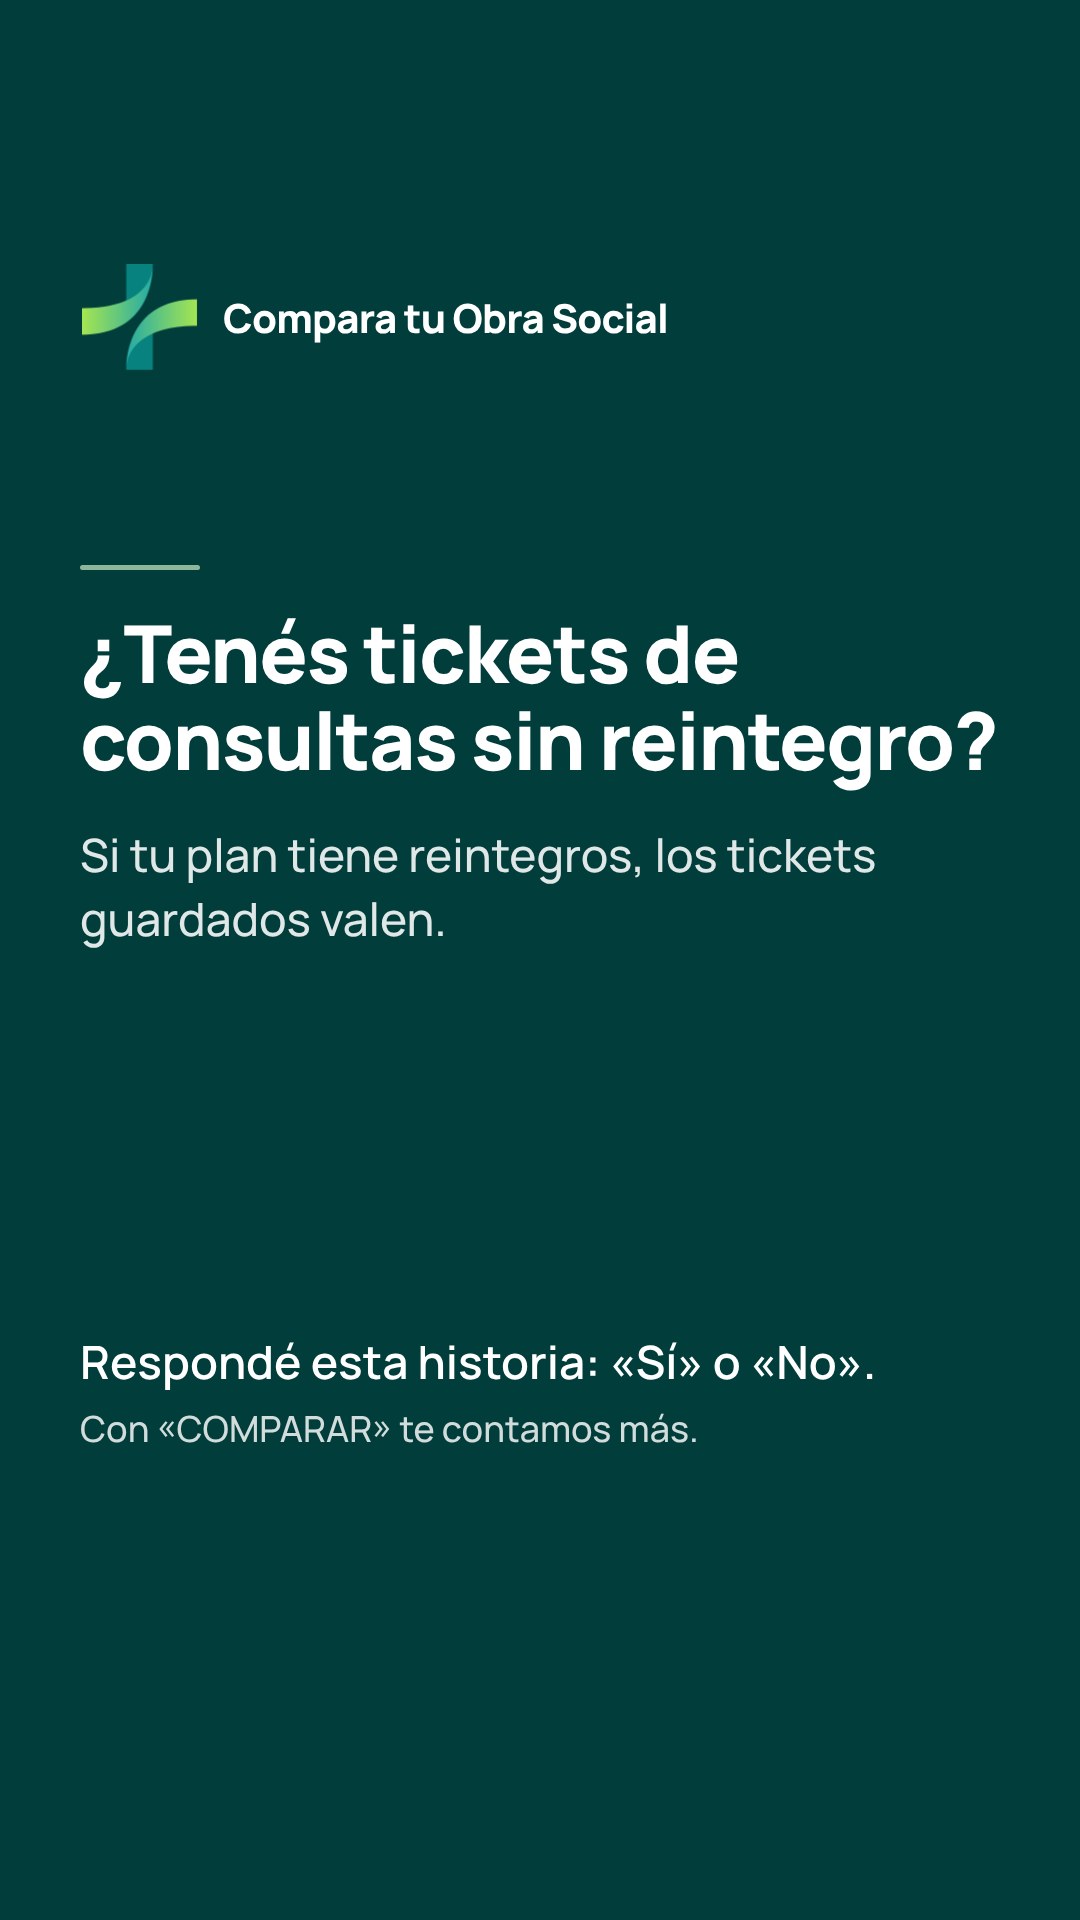 Compara tu Obra Social
¿Tenés tickets de
consultas sin reintegro?
Si tu plan tiene reintegros, los tickets
guardados valen.
Respondé esta historia: «Sí» o «No».
Con «COMPARAR» te contamos más.